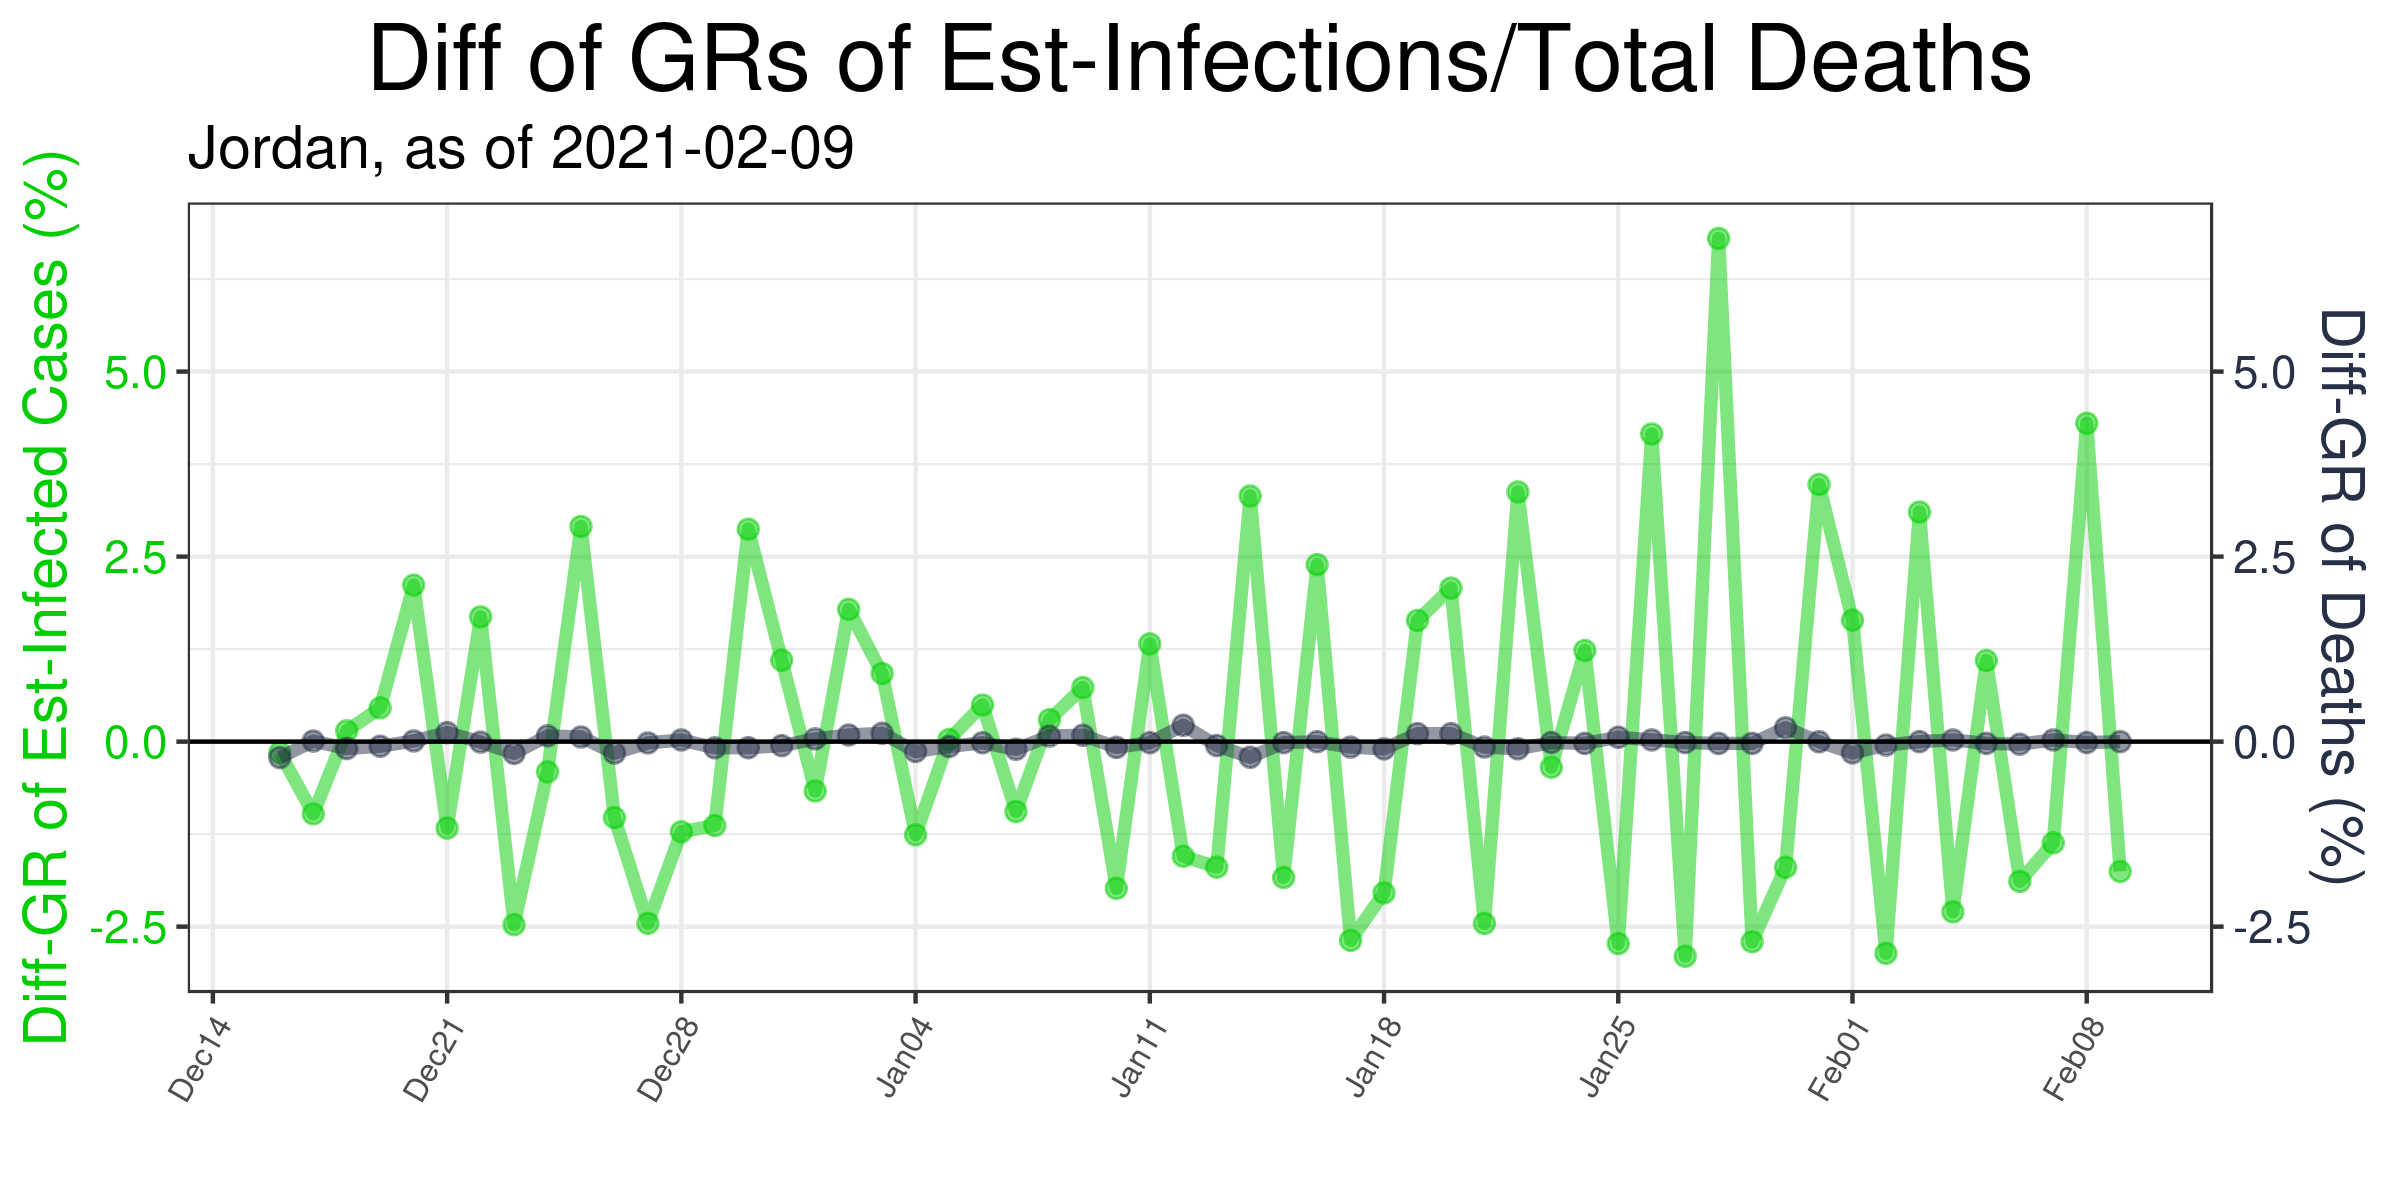 Diff of GRs of Est-Infections/Total Deaths
Jordan, as of 2021-02-09
Diff-GR of Est-Infected Cases (%)
5.0
2.5
0.0
-2.5
5.0
2.5
0.0
-2.5
Diff-GR of Deaths (%)
Dec14
Dec21
Dec28
Jan04
Jan11
Jan18
Jan25
Feb01
Feb08